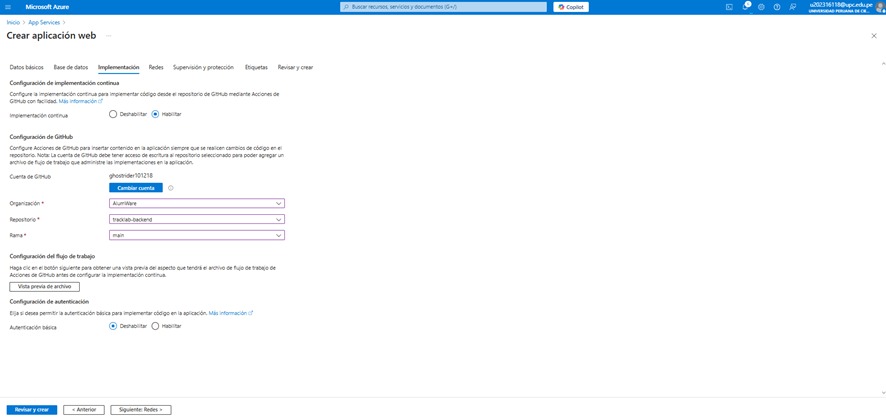 Microsoft Azure
Buscar recursos, servicios y documentos (G+/)
Copilot
u202316118@upc.edu.pe
UNIVERSIDAD PERUANA DE CIE...
Inicio > App Services >
Crear aplicación web ...
Datos básicos Base de datos Implementación Redes Supervisión y protección Etiquetas Revisar y crear
Configuración de implementación continua
Configure la implementación continua para implementar código desde el repositorio de GitHub mediante Acciones de
GitHub con facilidad. Más información
Implementación continua Deshabilitar Habilitar
Configuración de GitHub
Configure Acciones de GitHub para insertar contenido en la aplicación siempre que se realicen cambios de código en el
repositorio. Nota: La cuenta de GitHub debe tener acceso de escritura al repositorio seleccionado para poder agregar un
archivo de flujo de trabajo que administre las implementaciones en la aplicación.
Cuenta de GitHub ghostrider101218
Cambiar cuenta
Organización * AlumWare
Repositorio * tracklab-backend
Rama * main
Configuración del flujo de trabajo
Haga clic en el botón siguiente para obtener una vista previa del aspecto que tendrá el archivo de flujo de trabajo de
Acciones de GitHub antes de configurar la implementación continua.
Vista previa de archivo
Configuración de autenticación
Elija si desea permitir la autenticación básica para implementar código en la aplicación. Más información
Autenticación básica Deshabilitar Habilitar
Revisar y crear < Anterior Siguiente: Redes >